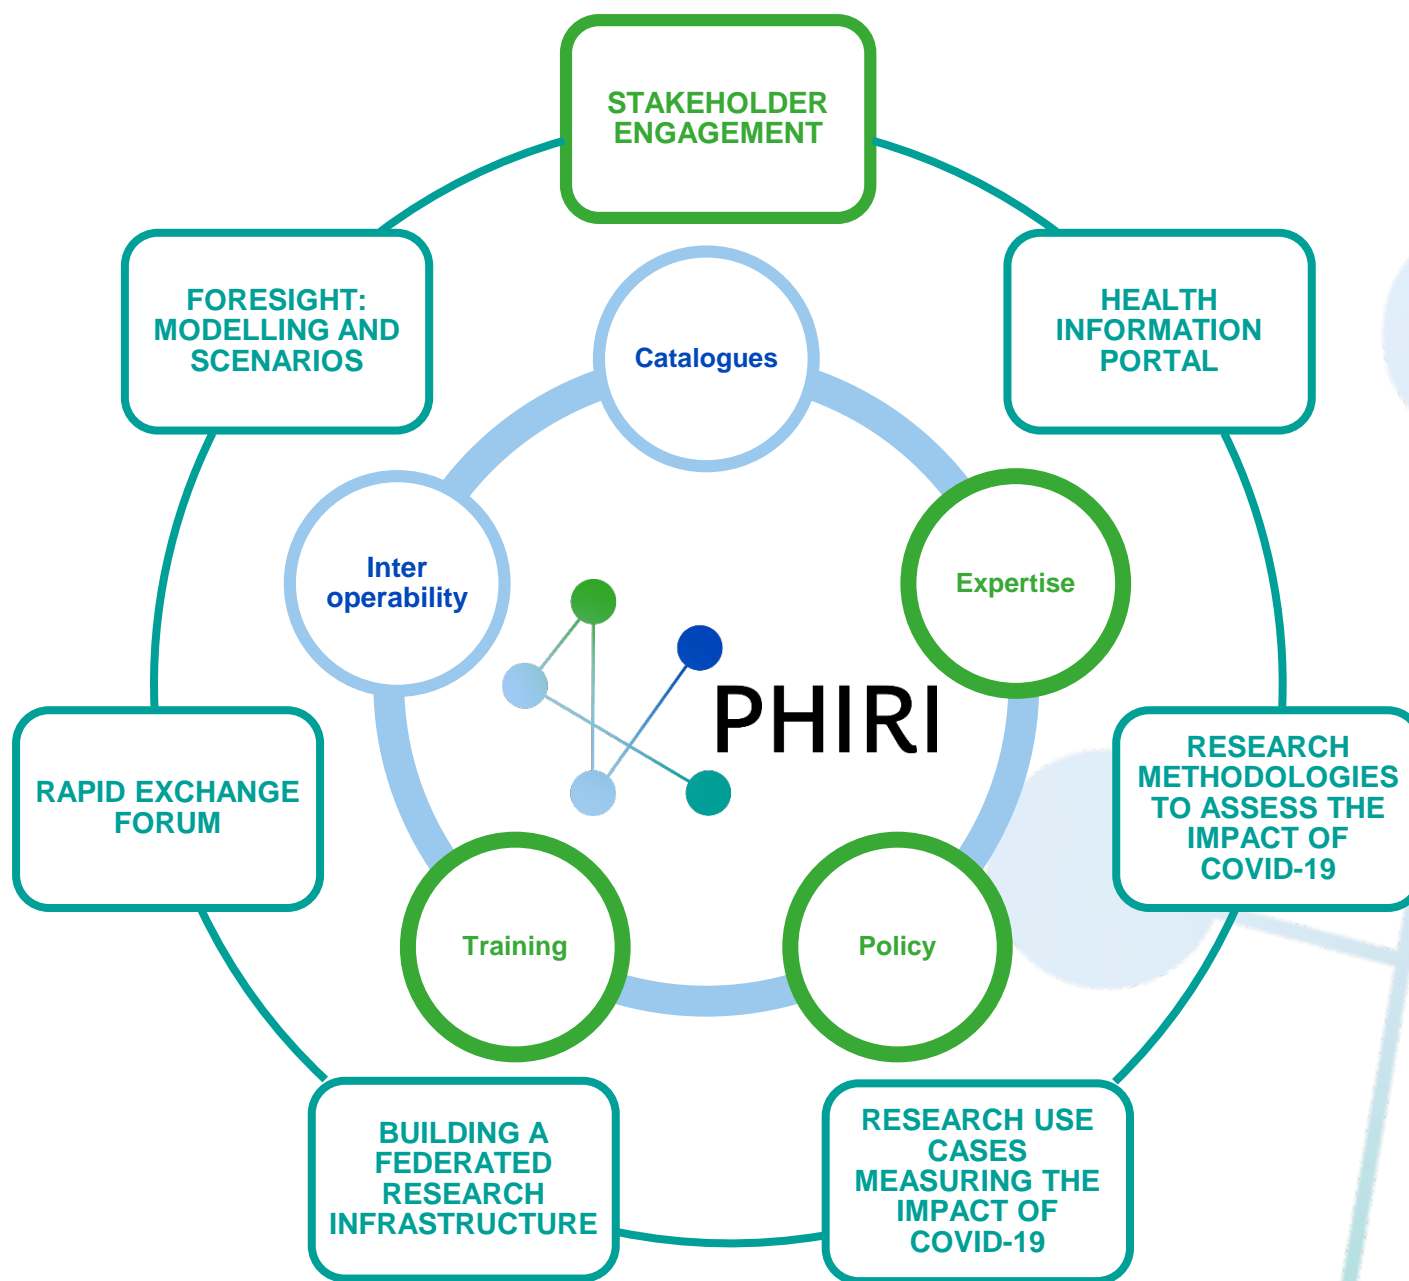 STAKEHOLDER
ENGAGEMENT
FORESIGHT:
MODELLING AND
SCENARIOS
HEALTH
INFORMATION
PORTAL
Catalogues
Inter
operability
Expertise
PHIRI
RAPID EXCHANGE
FORUM
RESEARCH
METHODOLOGIES
TO ASSESS THE
IMPACT OF
COVID-19
Training
Policy
BUILDING A
FEDERATED
RESEARCH
INFRASTRUCTURE
RESEARCH USE
CASES
MEASURING THE
IMPACT OF
COVID-19